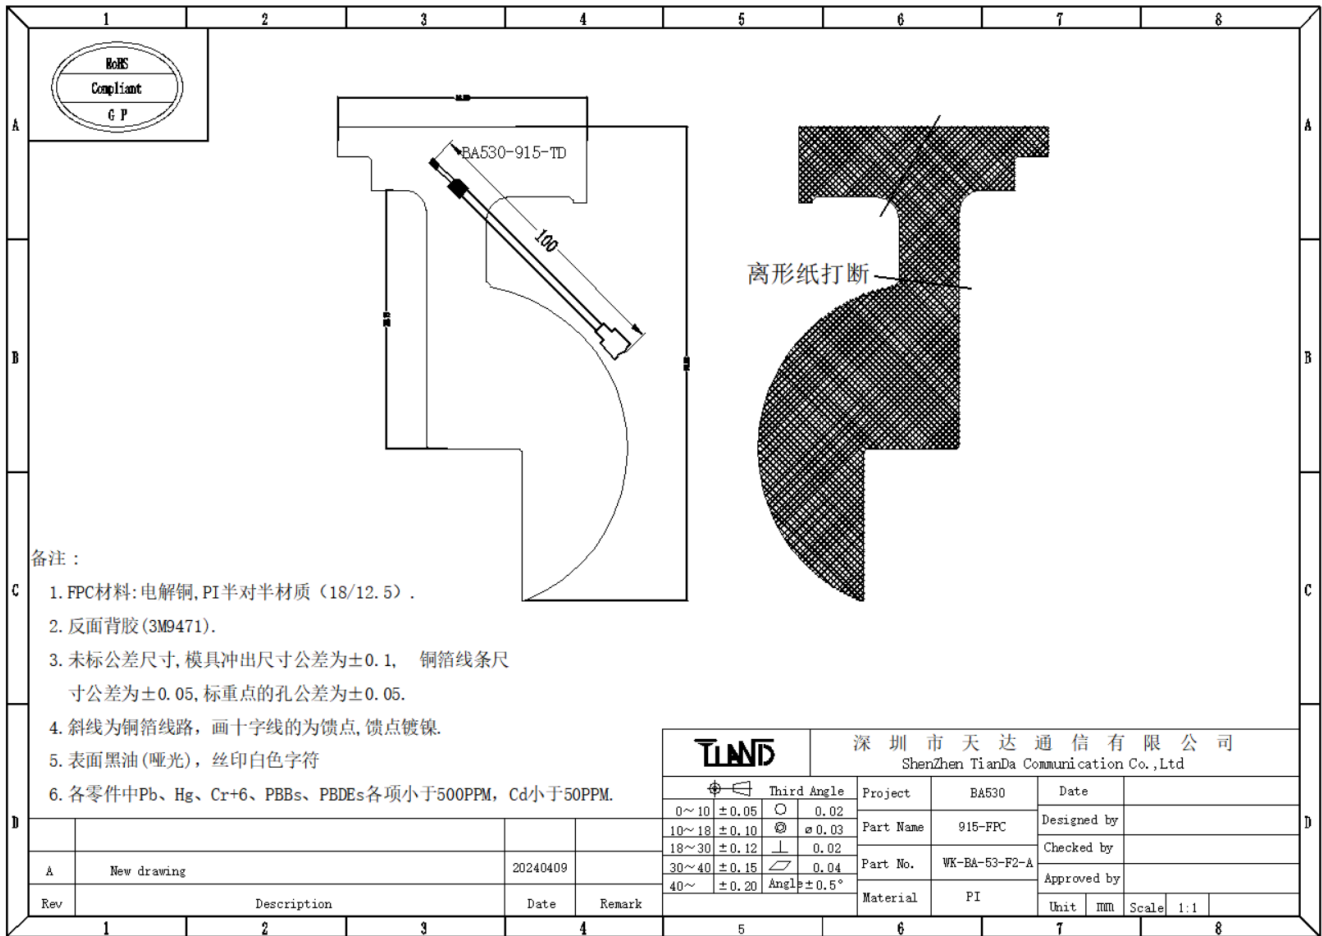 1 2 3 4 5 6 7 8
RoHS
Compliant
G P
A A
BA530-915-TD
100
离形纸打断
B B
C C
备注：
1.FPC材料:电解铜,PI半对半材质（18/12.5）.
2.反面背胶(3M9471).
3.未标公差尺寸,模具冲出尺寸公差为±0.1, 铜箔线条尺
寸公差为±0.05,标重点的孔公差为±0.05.
4.斜线为铜箔线路，画十字线的为馈点,馈点镀镍.
5.表面黑油(哑光)，丝印白色字符
6.各零件中Pb、Hg、Cr+6、PBBs、PBDEs各项小于500PPM，Cd小于50PPM.
D D
TIAND
深圳市天达通信有限公司
ShenZhen TianDa Communication Co.,Ltd
Third Angle
0～10 ±0.05 0.02
10～18 ±0.10 ⌀0.03
18～30 ±0.12 0.02
30～40 ±0.15 0.04
40～ ±0.20 Angle±0.5°
Project BA530 Date
Part Name 915-FPC Designed by
Checked by
Part No. WK-BA-53-F2-A
Approved by
Material PI
Unit mm Scale 1:1
A New drawing 20240409
Rev Description Date Remark
1 2 3 4 5 6 7 8